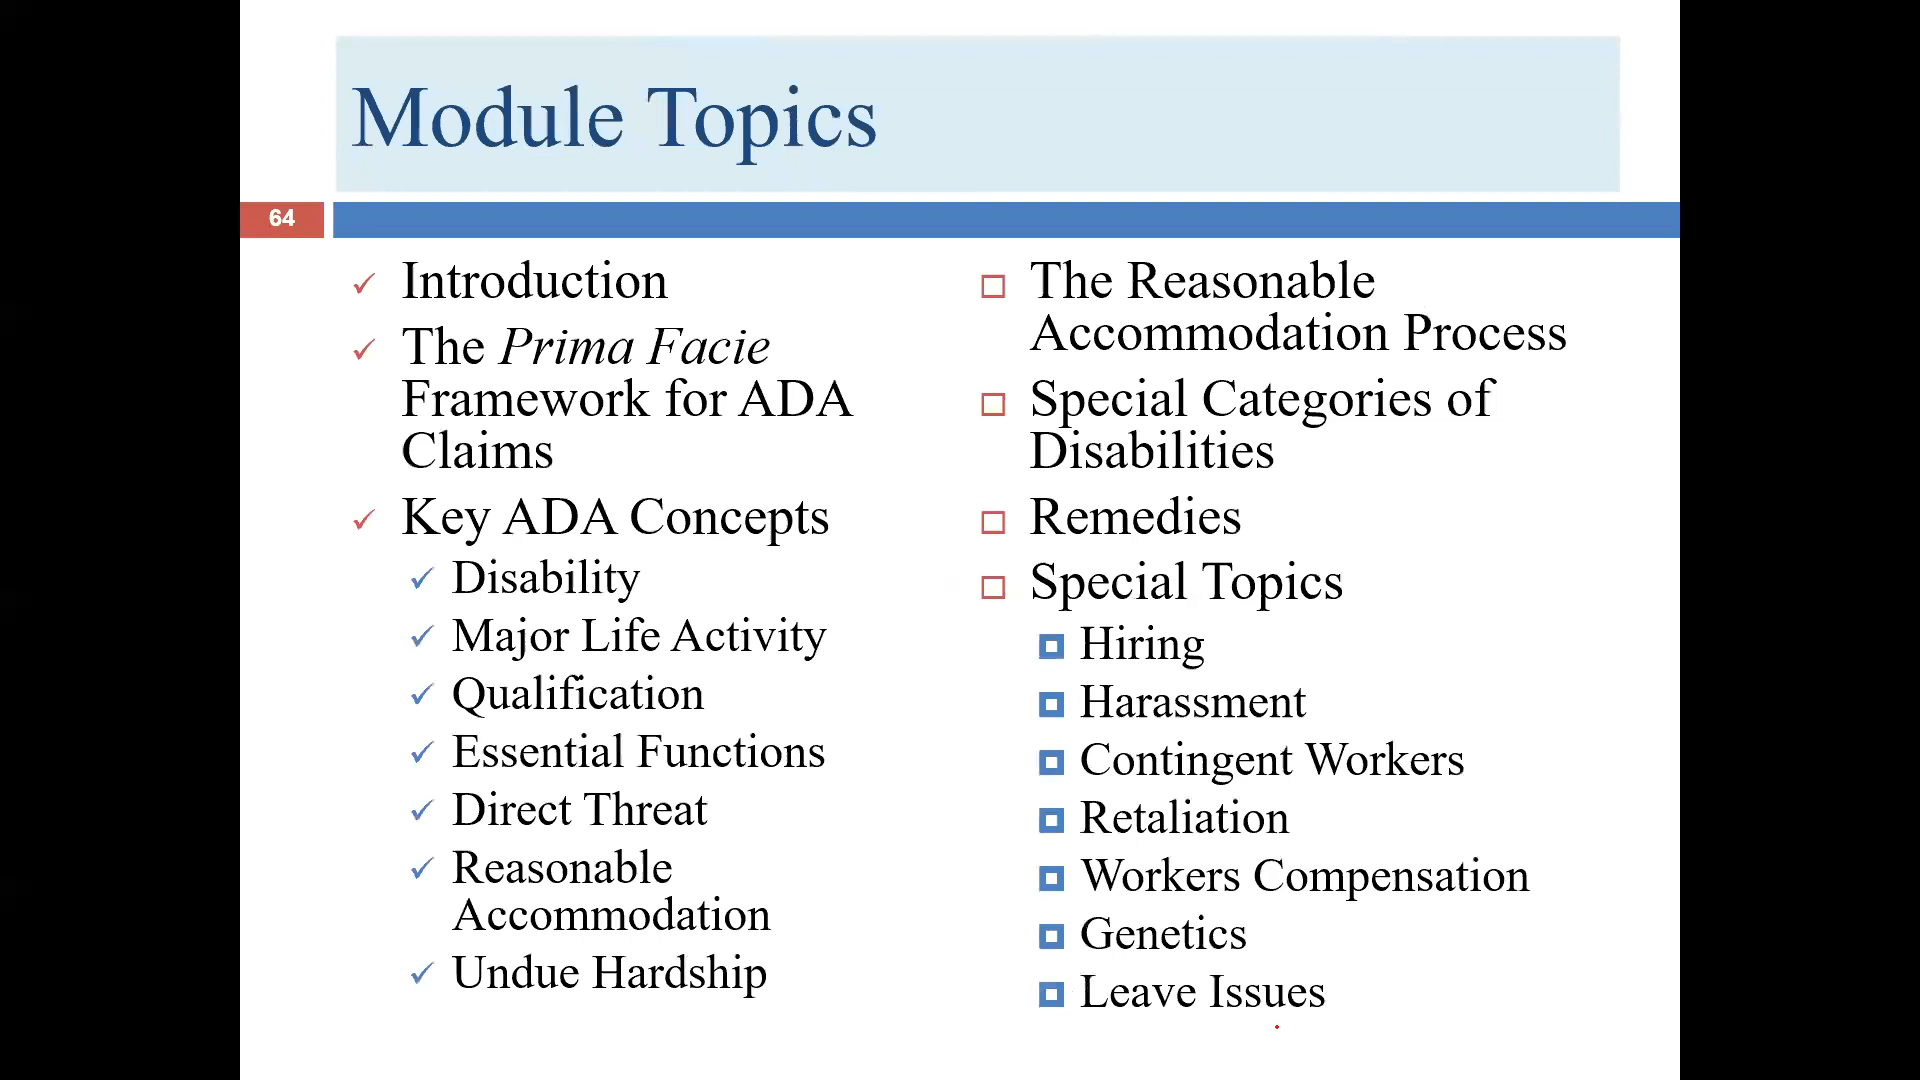 Module Topics
64
Introduction
The Prima Facie
Framework for ADA
Claims
Key ADA Concepts
Disability
Major Life Activity
Qualification
Essential Functions
Direct Threat
Reasonable
Accommodation
Undue Hardship
The Reasonable
Accommodation Process
Special Categories of
Disabilities
Remedies
Special Topics
Hiring
Harassment
Contingent Workers
Retaliation
Workers Compensation
Genetics
Leave Issues